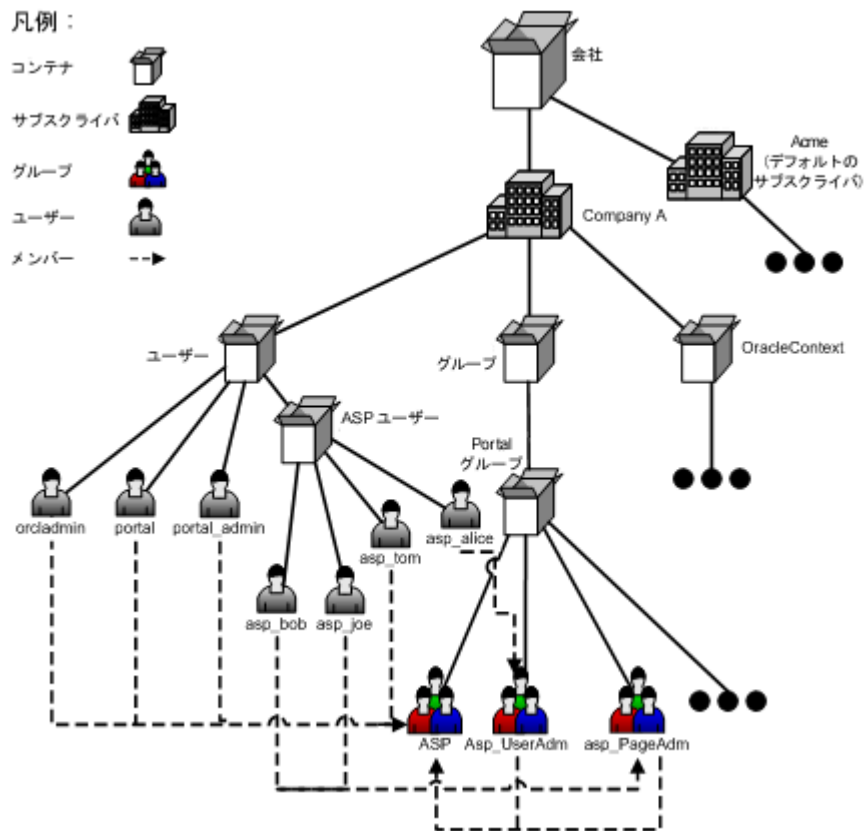 凡例：
コンテナ
サブスクライバ
グループ
ユーザー
メンバー
会社
Acme
（デフォルトの
サブスクライバ）
Company A
ユーザー
グループ
OracleContext
ASP ユーザー
Portal
グループ
orcladmin
portal
portal_admin
asp_tom
asp_alice
asp_bob
asp_joe
ASP
Asp_UserAdm
asp_PageAdm